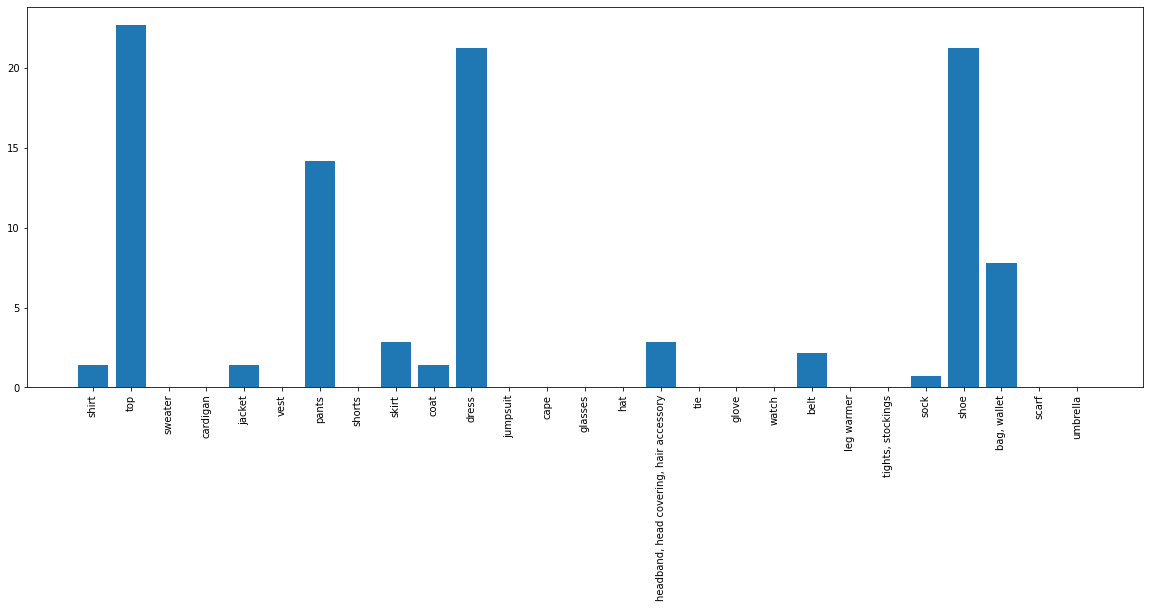 20
15
10
5
0
shirt
top
sweater
cardigan
jacket
vest
pants
shorts
skirt
coat
dress
jumpsuit
cape
glasses
hat
headband, head covering, hair accessory
tie
glove
watch
belt
leg warmer
tights, stockings
sock
shoe
bag, wallet
scarf
umbrella